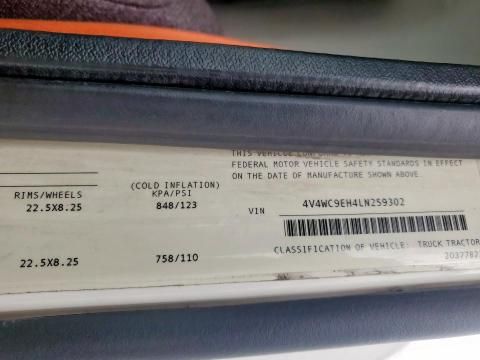 THIS VEHICLE
FEDERAL MOTOR VEHICLE SAFETY STANDARDS IN EFFECT
ON THE DATE OF MANUFACTURE SHOWN ABOVE.
RIMS/WHEELS (COLD INFLATION)
KPA/PSI
22.5X8.25 848/123 VIN 4V4WC9EH4LN259302
CLASSIFICATION OF VEHICLE: TRUCK TRACTOR
22.5X8.25 758/110 2037782